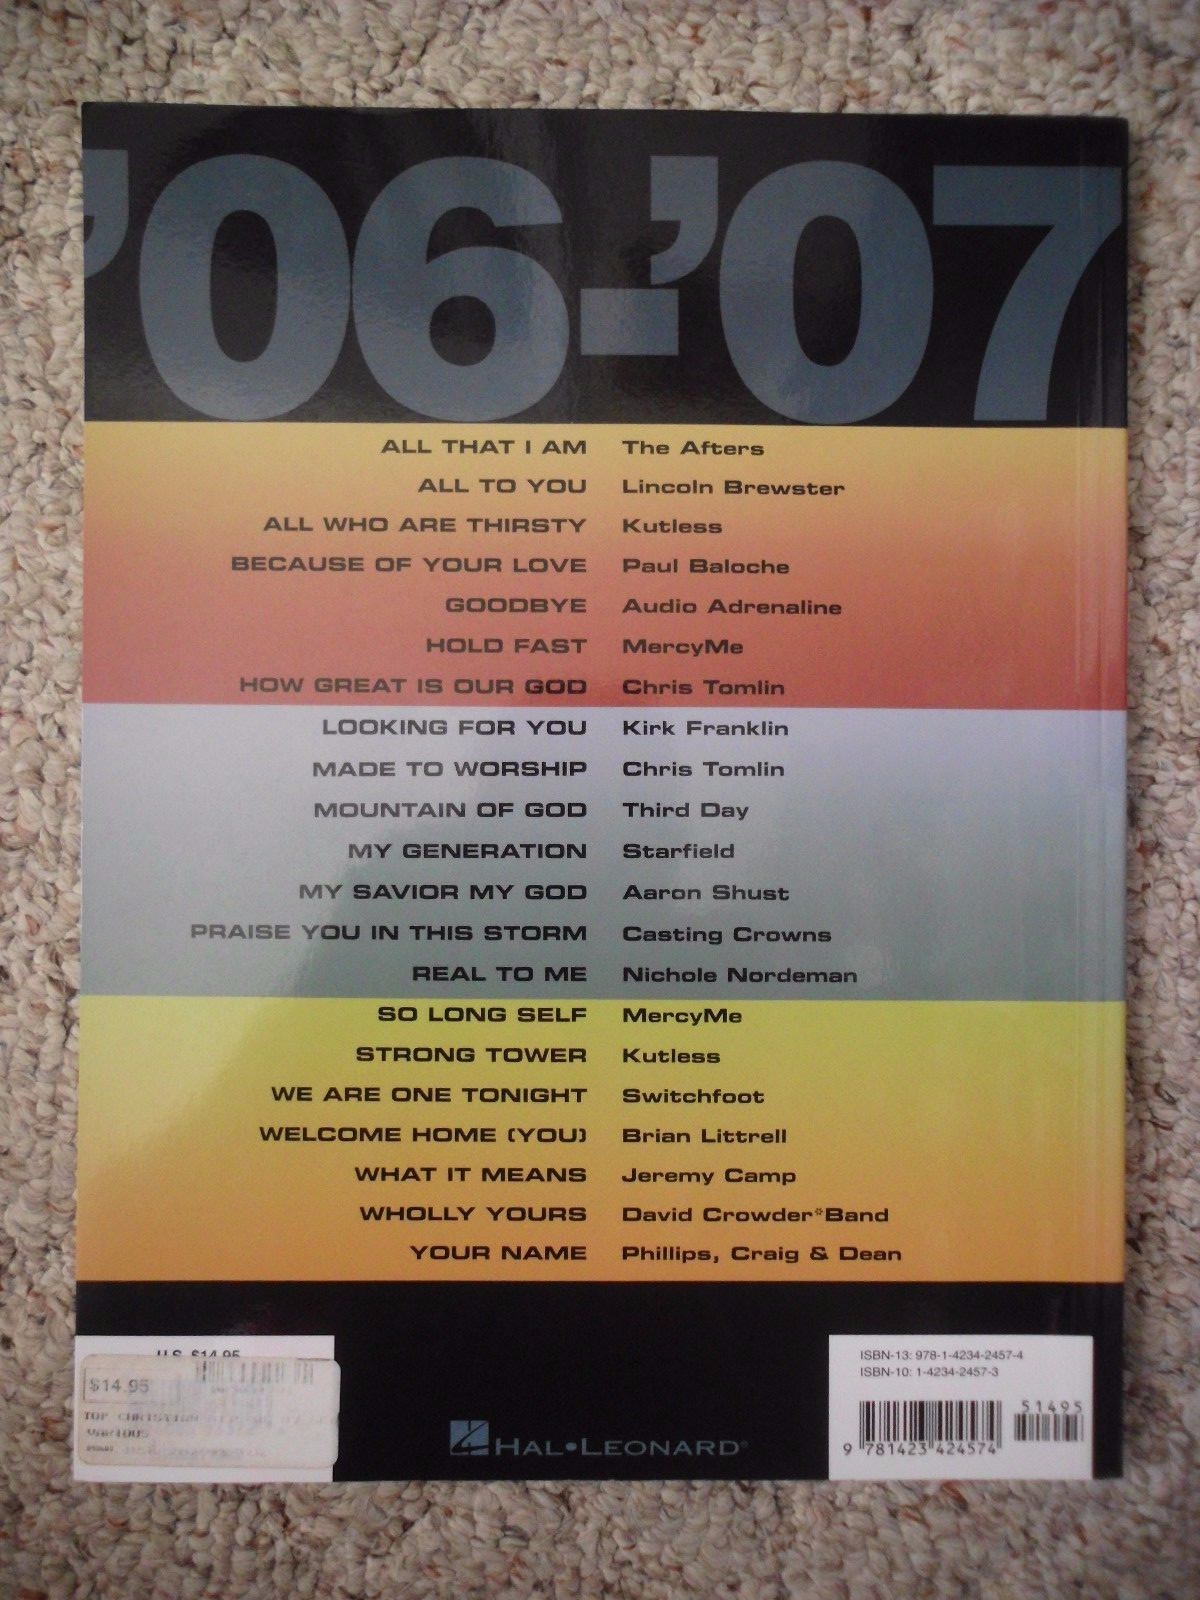 '06-'07
ALL THAT I AM The Afters
ALL TO YOU Lincoln Brewster
ALL WHO ARE THIRSTY Kutless
BECAUSE OF YOUR LOVE Paul Baloche
GOODBYE Audio Adrenaline
HOLD FAST MercyMe
HOW GREAT IS OUR GOD Chris Tomlin
LOOKING FOR YOU Kirk Franklin
MADE TO WORSHIP Chris Tomlin
MOUNTAIN OF GOD Third Day
MY GENERATION Starfield
MY SAVIOR MY GOD Aaron Shust
PRAISE YOU IN THIS STORM Casting Crowns
REAL TO ME Nichole Nordeman
SO LONG SELF MercyMe
STRONG TOWER Kutless
WE ARE ONE TONIGHT Switchfoot
WELCOME HOME (YOU) Brian Littrell
WHAT IT MEANS Jeremy Camp
WHOLLY YOURS David Crowder*Band
YOUR NAME Phillips, Craig & Dean
U.S. $14.95
$14.95
TOP CHRISTIAN
VARIOUS
HAL•LEONARD®
ISBN-13: 978-1-4234-2457-4
ISBN-10: 1-4234-2457-3
51495
9 781423 424574